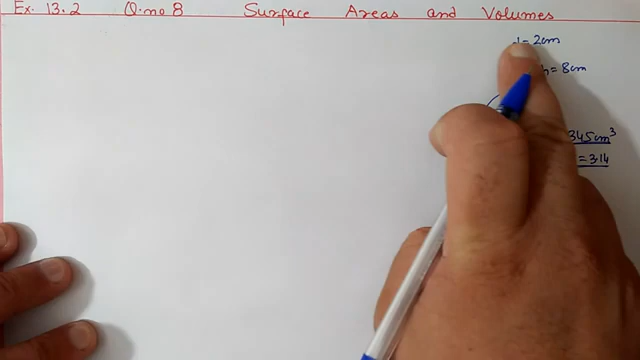 Ex. 13.2 Q.no 8 Surface Areas and Volumes
d = 2cm
h = 8cm
345cm³
= 3.14